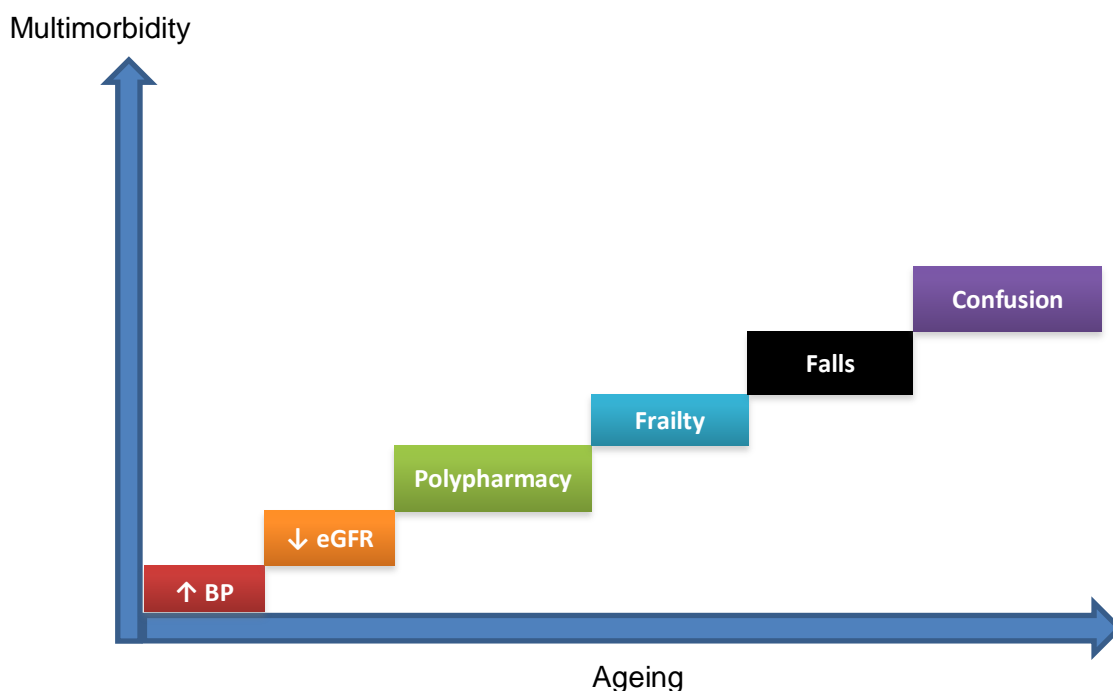 Multimorbidity
Confusion
Falls
Frailty
Polypharmacy
↓ eGFR
↑ BP
Ageing